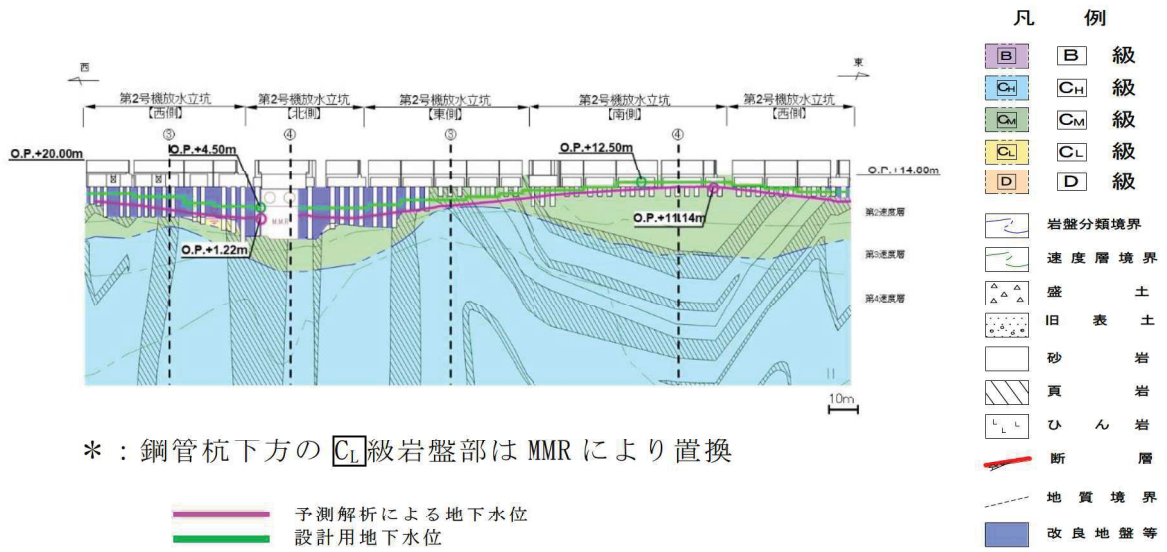 西
東
第2号機放水立坑
【西側】
第2号機放水立坑
【北側】
第2号機放水立坑
【東側】
第2号機放水立坑
【南側】
第2号機放水立坑
【西側】
③
④
③
④
O.P.+20.00m
O.P.+4.50m
O.P.+12.50m
O.P.+14.00m
O.P.+1.22m
O.P.+11.14m
MMR
第2速度層
第3速度層
第4速度層
10m
*:鋼管杭下方のCL級岩盤部はMMRにより置換
予測解析による地下水位
設計用地下水位
凡 例
B B 級
CH CH 級
CM CM 級
CL CL 級
D D 級
岩盤分類境界
速度層境界
盛土
旧表土
砂岩
頁岩
ひん岩
断層
地質境界
改良地盤等